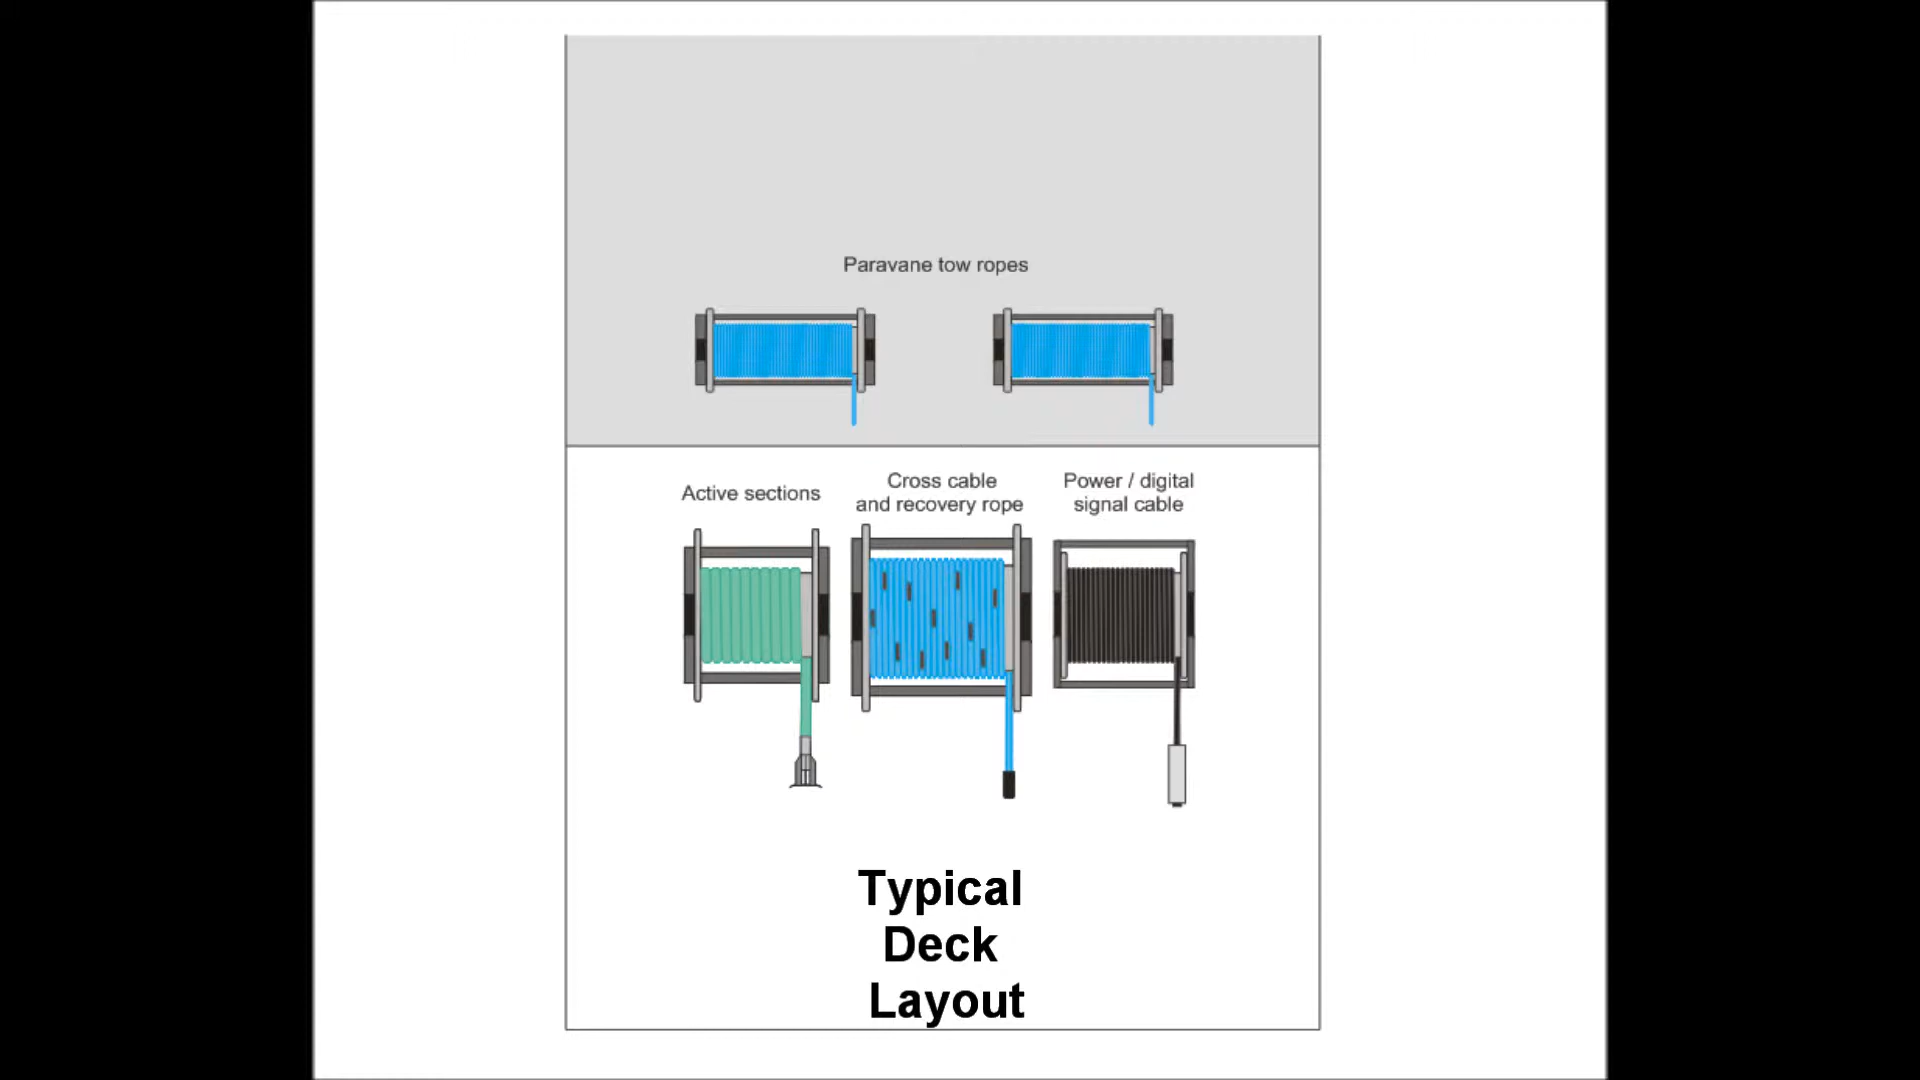 Paravane tow ropes
Active sections
Cross cable
and recovery rope
Power / digital
signal cable
Typical
Deck
Layout